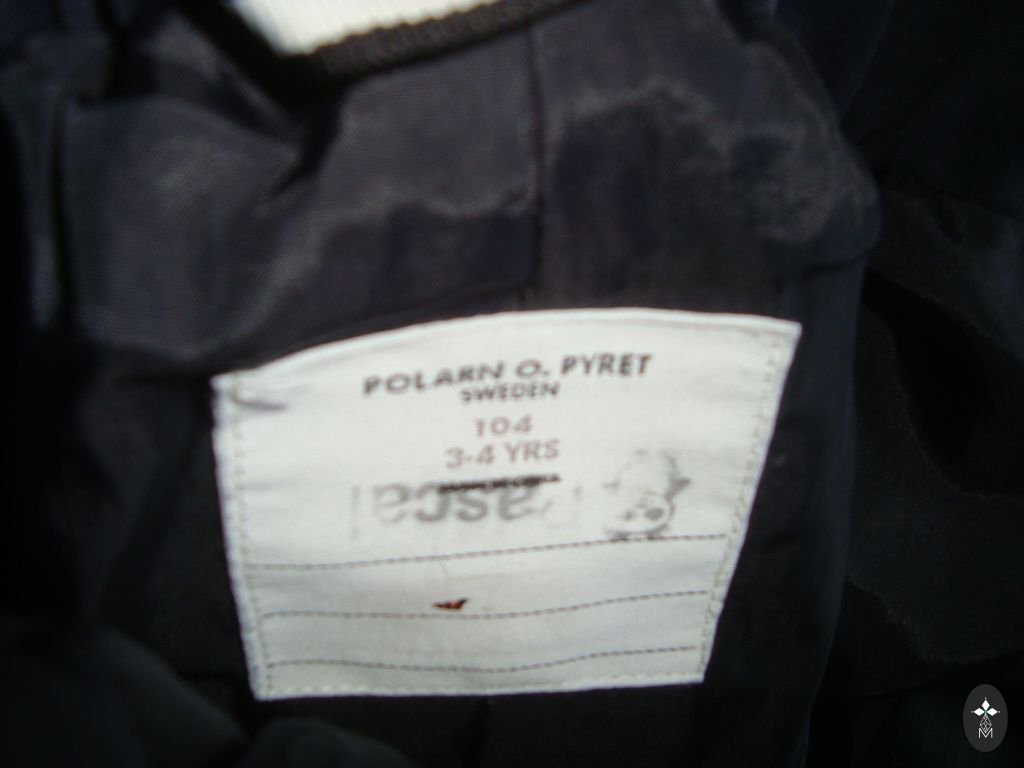 POLARN O. PYRET
SWEDEN
104
3-4 YRS